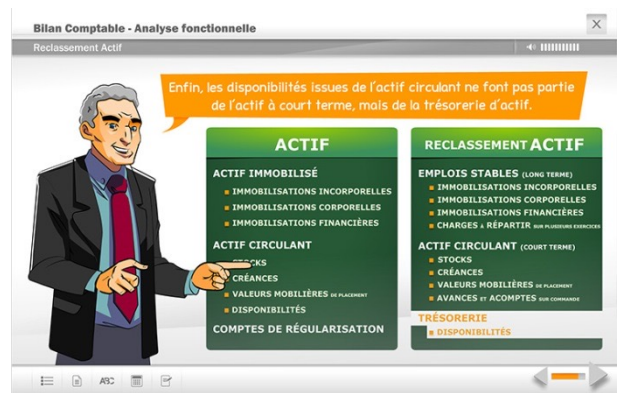 Bilan Comptable - Analyse fonctionnelle
Reclassement Actif
Enfin, les disponibilités issues de l'actif circulant ne font pas partie
de l'actif à court terme, mais de la trésorerie d'actif.
ACTIF
ACTIF IMMOBILISÉ
IMMOBILISATIONS INCORPORELLES
IMMOBILISATIONS CORPORELLES
IMMOBILISATIONS FINANCIÈRES
ACTIF CIRCULANT
STOCKS
CRÉANCES
VALEURS MOBILIÈRES DE PLACEMENT
DISPONIBILITÉS
COMPTES DE RÉGULARISATION
RECLASSEMENT ACTIF
EMPLOIS STABLES (LONG TERME)
IMMOBILISATIONS INCORPORELLES
IMMOBILISATIONS CORPORELLES
IMMOBILISATIONS FINANCIÈRES
CHARGES À RÉPARTIR SUR PLUSIEURS EXERCICES
ACTIF CIRCULANT (COURT TERME)
STOCKS
CRÉANCES
VALEURS MOBILIÈRES DE PLACEMENT
AVANCES ET ACOMPTES SUR COMMANDE
TRÉSORERIE
DISPONIBILITÉS